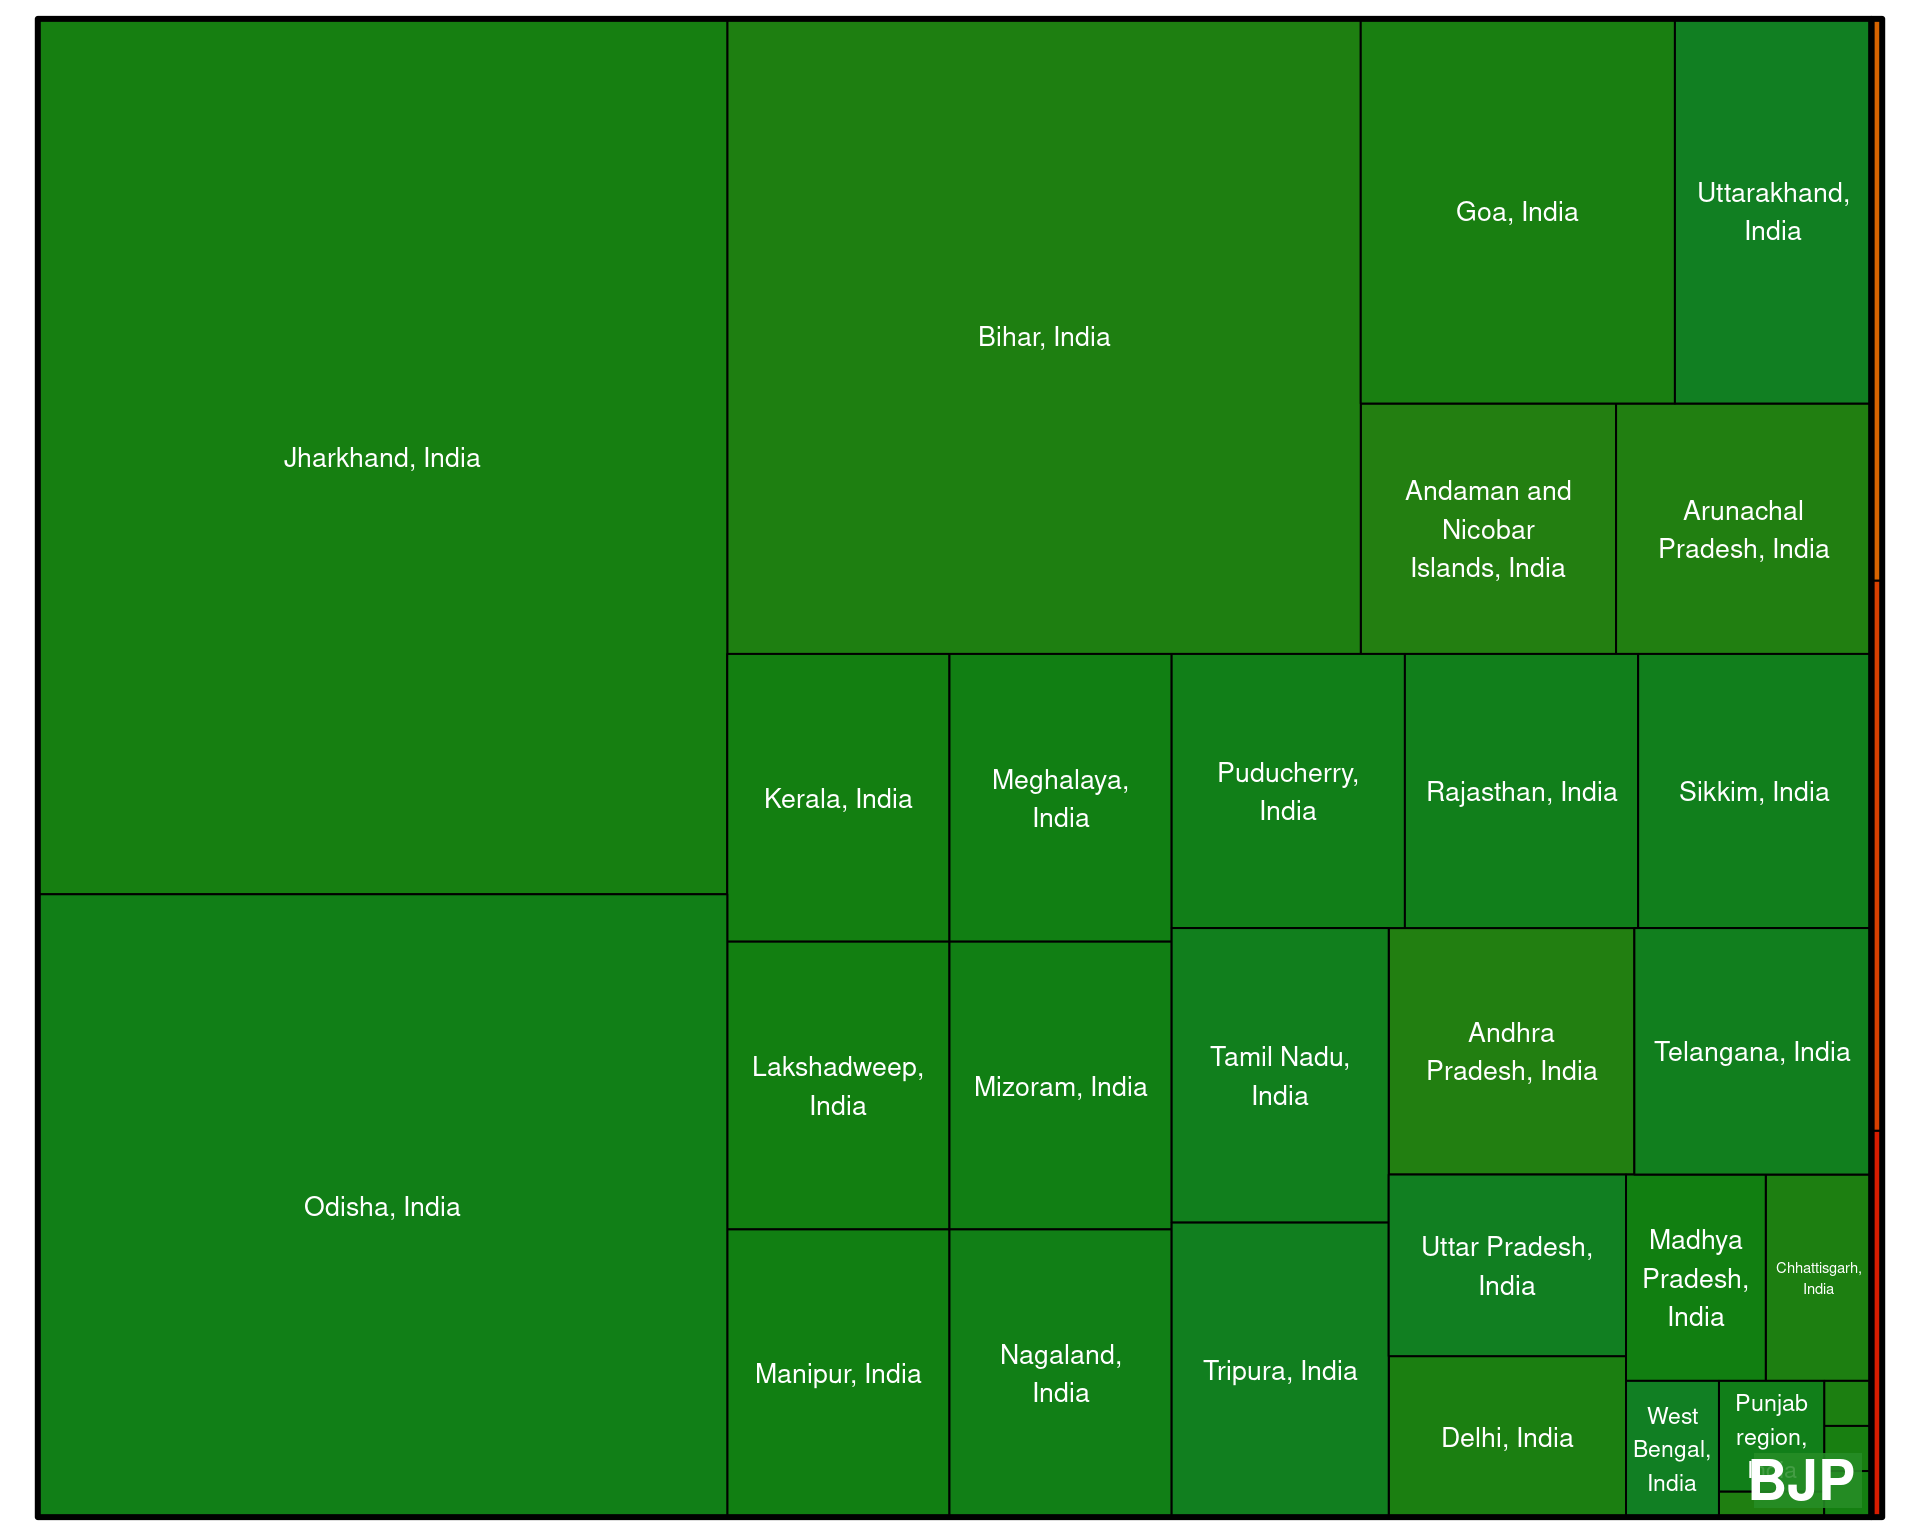 Jharkhand, India
Bihar, India
Goa, India
Uttarakhand,
India
Andaman and
Nicobar
Islands, India
Arunachal
Pradesh, India
Kerala, India
Meghalaya,
India
Puducherry,
India
Rajasthan, India
Sikkim, India
Odisha, India
Lakshadweep,
India
Mizoram, India
Tamil Nadu,
India
Andhra
Pradesh, India
Telangana, India
Manipur, India
Nagaland,
India
Tripura, India
Uttar Pradesh,
India
Madhya
Pradesh,
India
Chhattisgarh,
India
Delhi, India
West
Bengal,
India
Punjab
region,
BJP